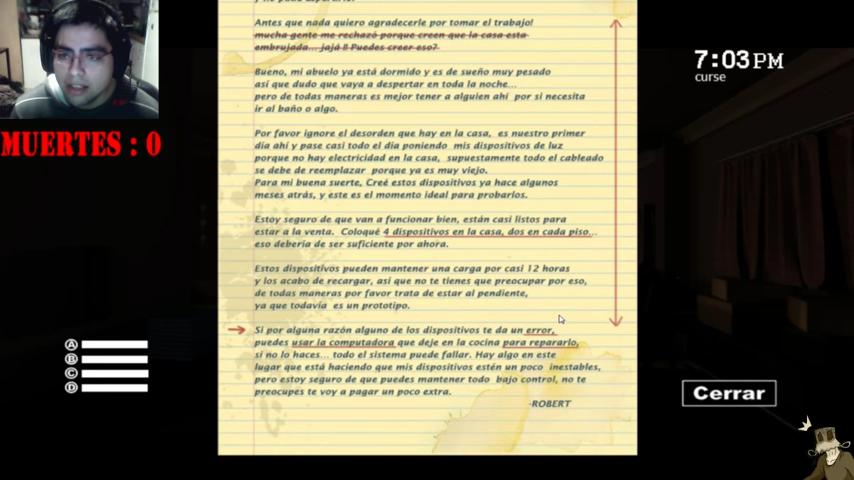 Antes que nada quiero agradecerle por tomar el trabajo!
mucha gente me rechazó porque creen que la casa esta
embrujada... jajá !! Puedes creer eso?
7:03 PM
curse
Bueno, mi abuelo ya está dormido y es de sueño muy pesado
así que dudo que vaya a despertar en toda la noche...
pero de todas maneras es mejor tener a alguien ahí por si necesita
ir al baño o algo.
MUERTES : 0
Por favor ignore el desorden que hay en la casa, es nuestro primer
día ahí y pase casi todo el día poniendo mis dispositivos de luz
porque no hay electricidad en la casa, supuestamente todo el cableado
se debe de reemplazar porque ya es muy viejo.
Para mi buena suerte, Creé estos dispositivos ya hace algunos
meses atrás, y este es el momento ideal para probarlos.
Estoy seguro de que van a funcionar bien, están casi listos para
estar a la venta. Coloqué 4 dispositivos en la casa, dos en cada piso...
eso debería de ser suficiente por ahora.
Estos dispositivos pueden mantener una carga por casi 12 horas
y los acabo de recargar, asi que no te tienes que preocupar por eso,
de todas maneras por favor trata de estar al pendiente,
ya que todavía es un prototipo.
Si por alguna razón alguno de los dispositivos te da un error,
puedes usar la computadora que deje en la cocina para repararlo,
si no lo haces... todo el sistema puede fallar. Hay algo en este
lugar que está haciendo que mis dispositivos estén un poco inestables,
pero estoy seguro de que puedes mantener todo bajo control, no te
preocupes te voy a pagar un poco extra.
-ROBERT
A
B
C
D
Cerrar